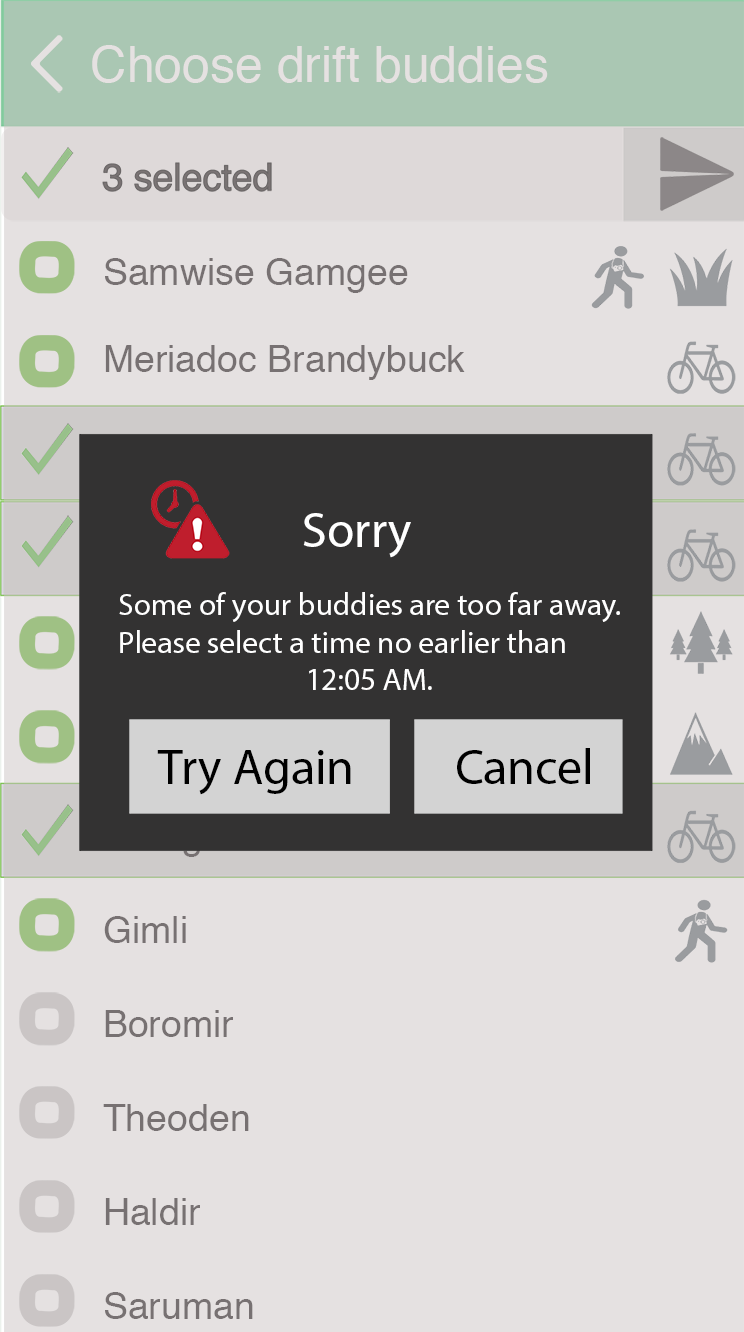 Choose drift buddies
3 selected
Samwise Gamgee
Meriadoc Brandybuck
Sorry
Some of your buddies are too far away.
Please select a time no earlier than
12:05 AM.
Try Again
Cancel
Gimli
Boromir
Theoden
Haldir
Saruman